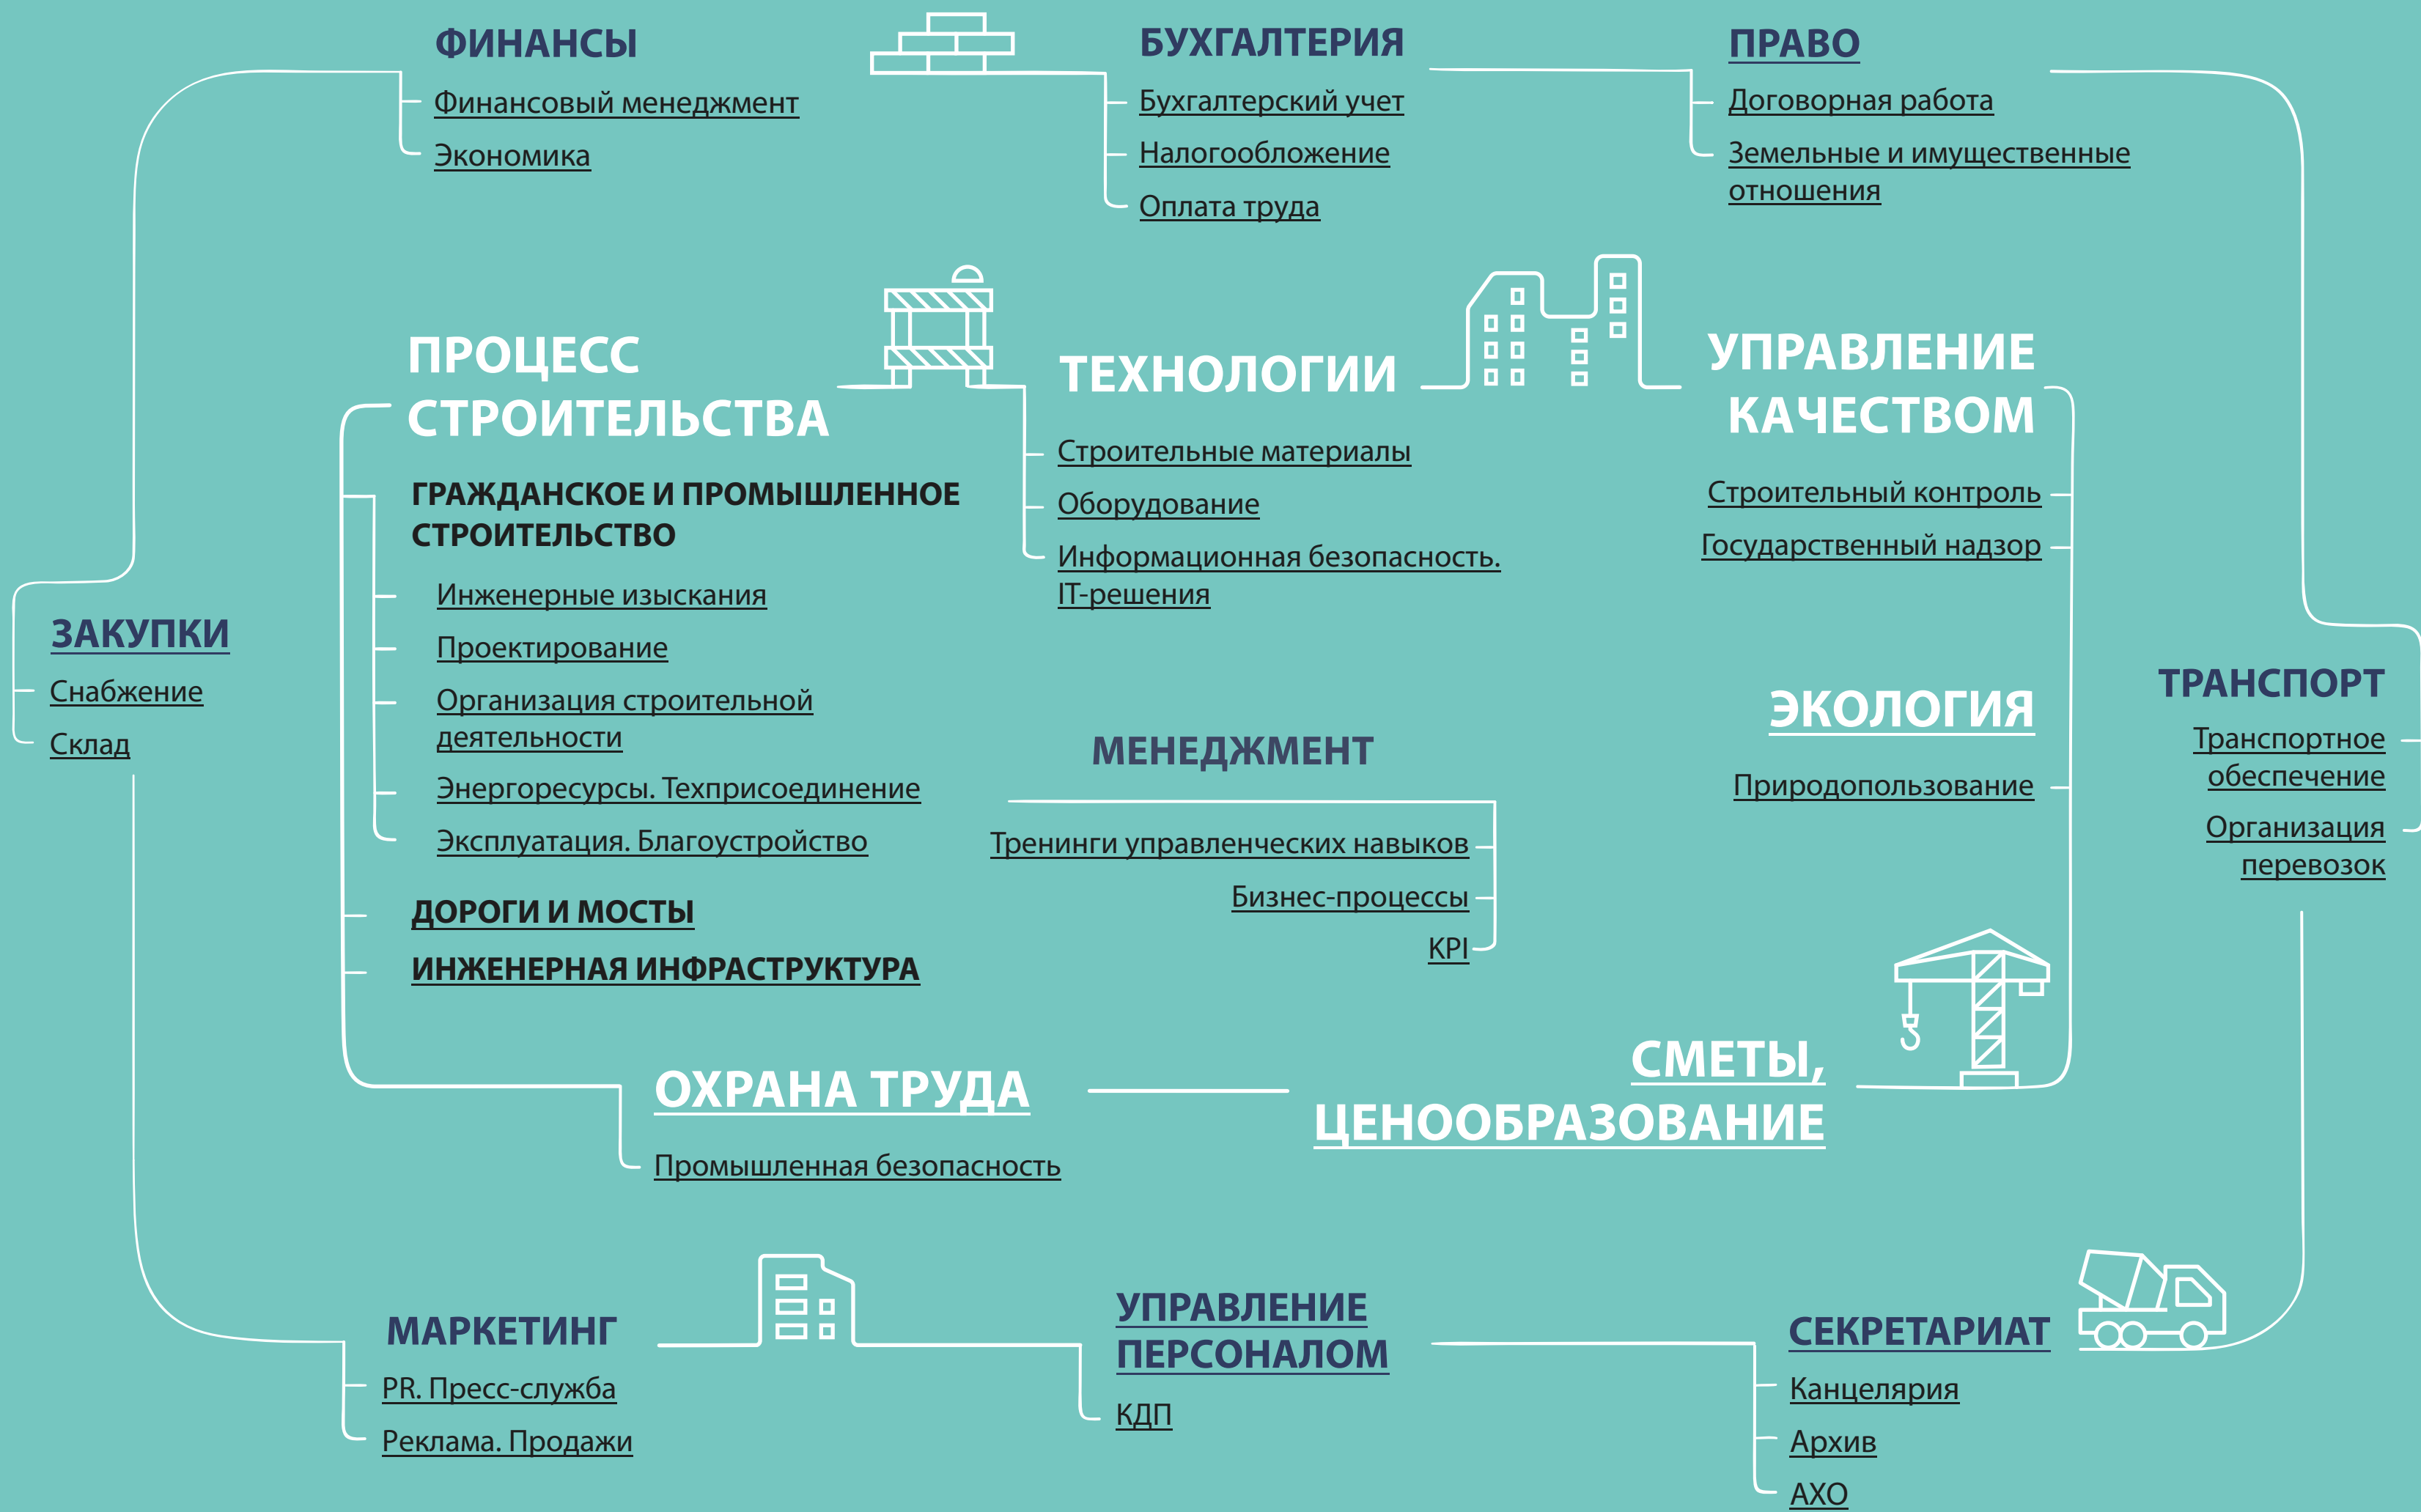 ФИНАНСЫ
Финансовый менеджмент
Экономика
БУХГАЛТЕРИЯ
Бухгалтерский учет
Налогообложение
Оплата труда
ПРАВО
Договорная работа
Земельные и имущественные
отношения
ПРОЦЕСС
СТРОИТЕЛЬСТВА
ГРАЖДАНСКОЕ И ПРОМЫШЛЕННОЕ
СТРОИТЕЛЬСТВО
Инженерные изыскания
Проектирование
Организация строительной
деятельности
Энергоресурсы. Техприсоединение
Эксплуатация. Благоустройство
ДОРОГИ И МОСТЫ
ИНЖЕНЕРНАЯ ИНФРАСТРУКТУРА
ТЕХНОЛОГИИ
Строительные материалы
Оборудование
Информационная безопасность.
IT-решения
УПРАВЛЕНИЕ
КАЧЕСТВОМ
Строительный контроль
Государственный надзор
ЗАКУПКИ
Снабжение
Склад
МЕНЕДЖМЕНТ
Тренинги управленческих навыков
Бизнес-процессы
KPI
ЭКОЛОГИЯ
Природопользование
ТРАНСПОРТ
Транспортное
обеспечение
Организация
перевозок
ОХРАНА ТРУДА
Промышленная безопасность
СМЕТЫ,
ЦЕНООБРАЗОВАНИЕ
МАРКЕТИНГ
PR. Пресс-служба
Реклама. Продажи
УПРАВЛЕНИЕ
ПЕРСОНАЛОМ
КДП
СЕКРЕТАРИАТ
Канцелярия
Архив
АХО